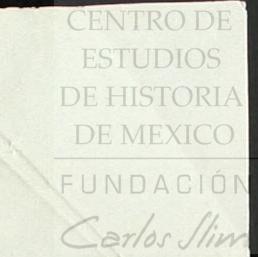 CENTRO DE
ESTUDIOS
DE HISTORIA
DE MEXICO
FUNDACIÓN
Carlos Slim